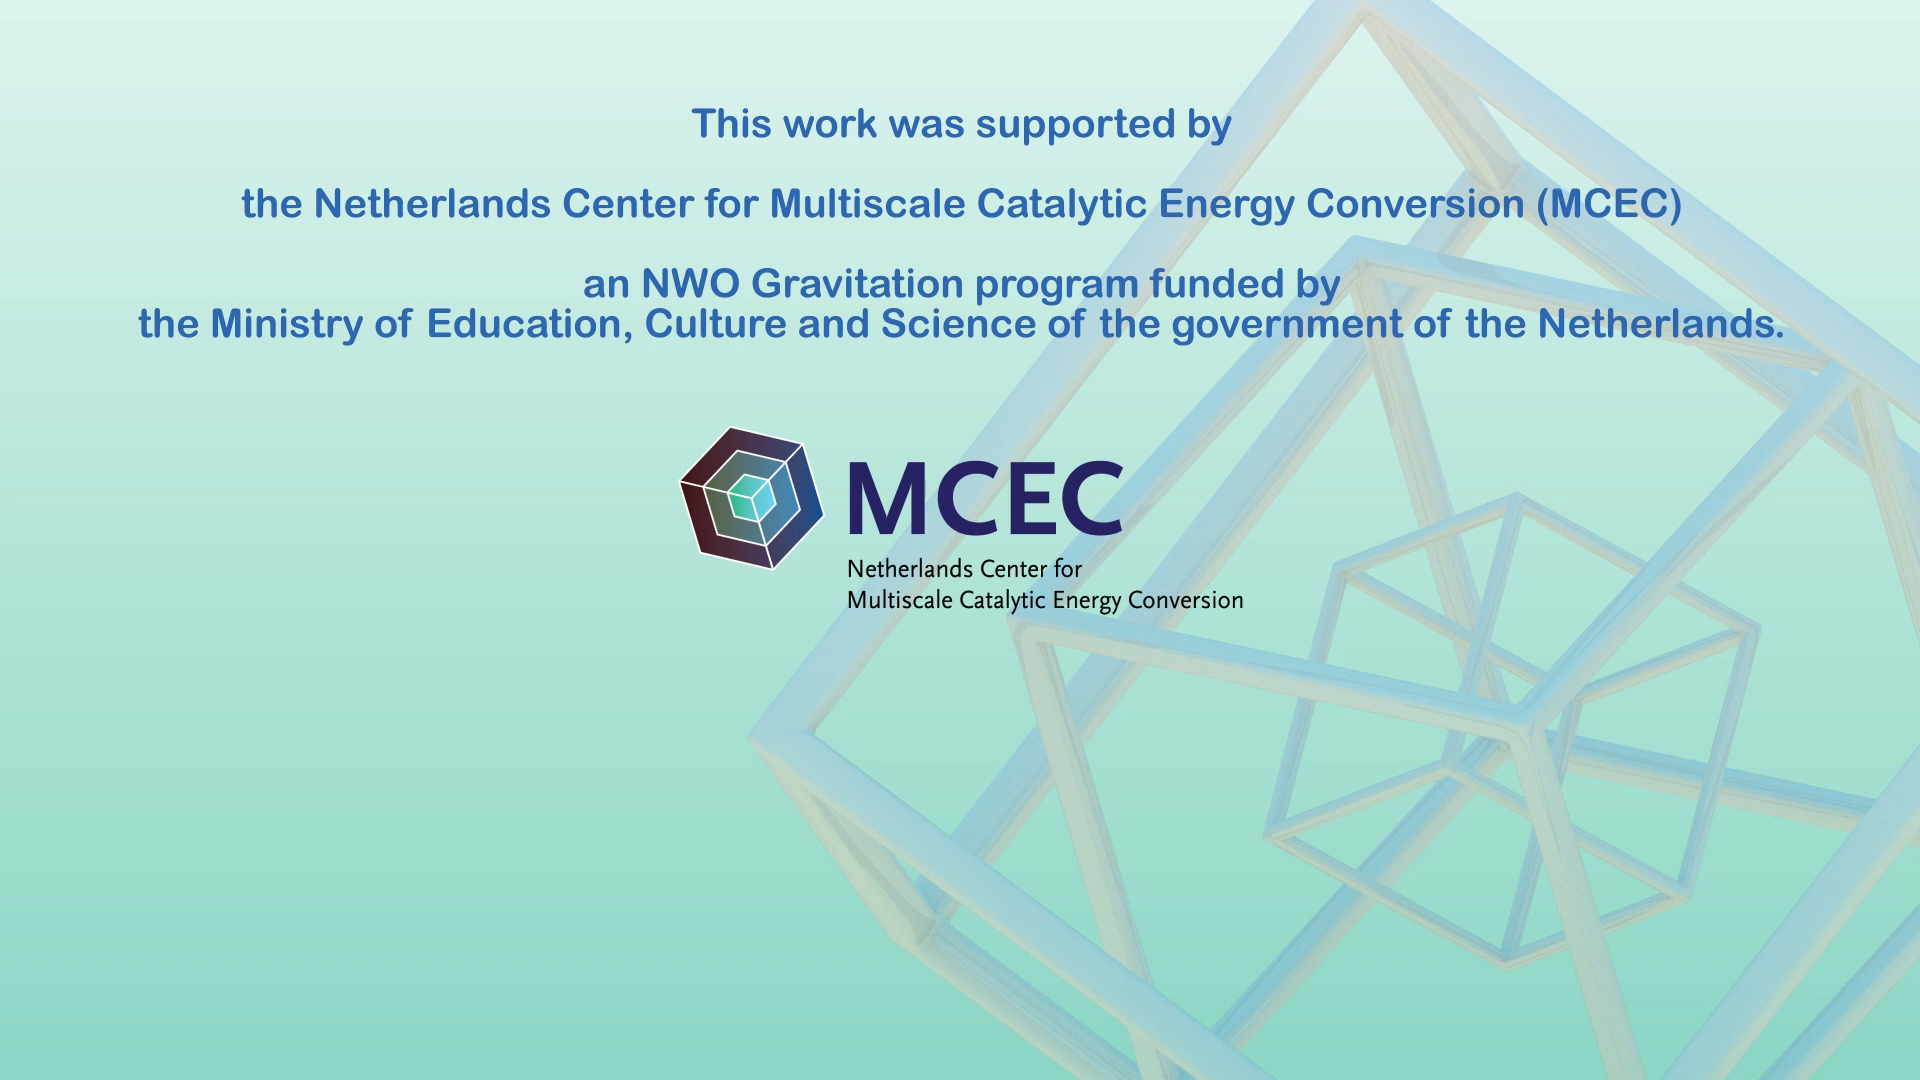 This work was supported by
the Netherlands Center for Multiscale Catalytic Energy Conversion (MCEC)
an NWO Gravitation program funded by
the Ministry of Education, Culture and Science of the government of the Netherlands.
MCEC
Netherlands Center for
Multiscale Catalytic Energy Conversion